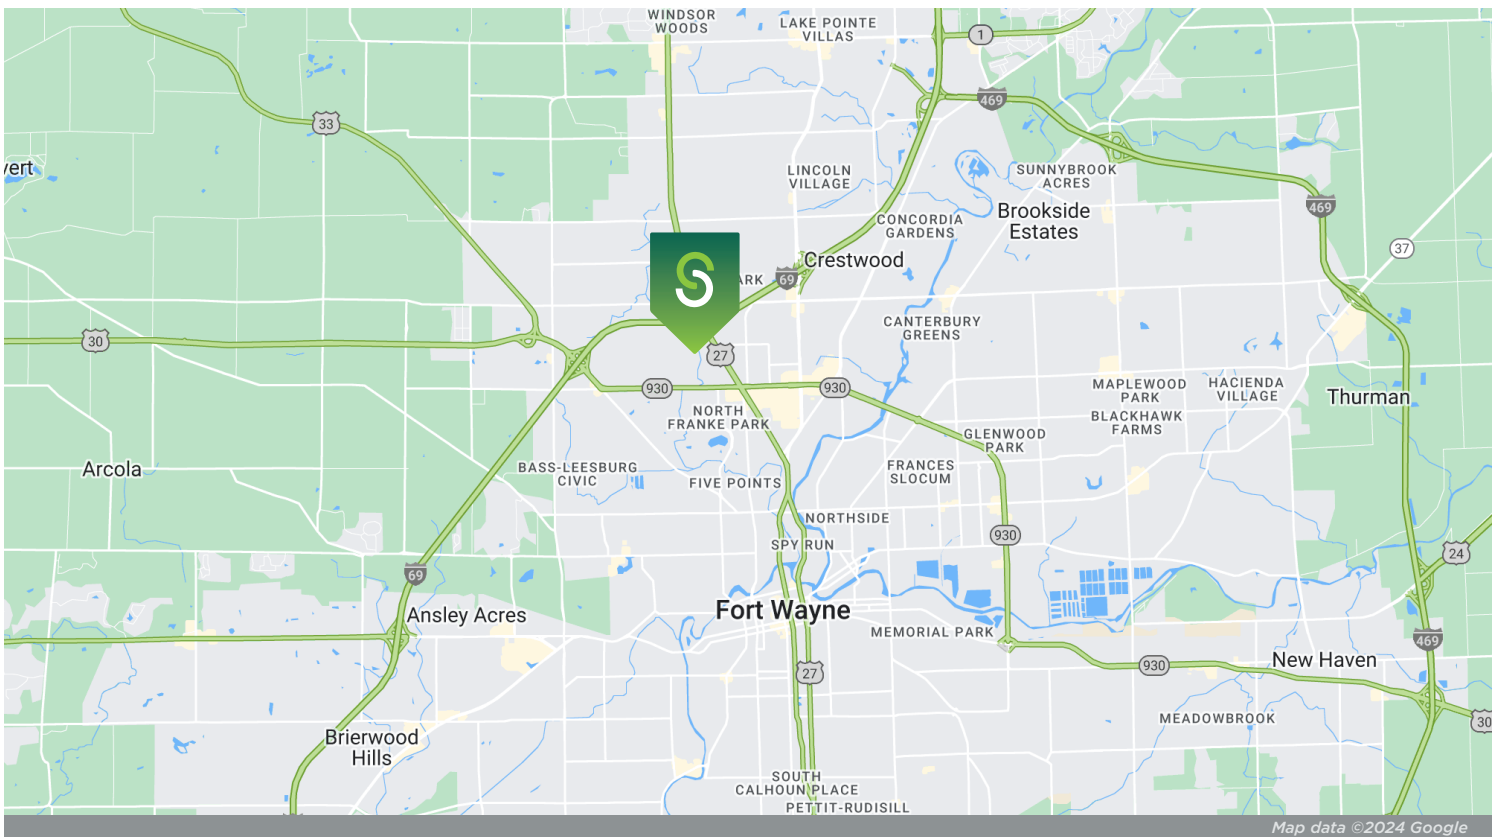 WINDSOR
WOODS
LAKE POINTE
VILLAS
1
469
33
vert
LINCOLN
VILLAGE
SUNNYBROOK
ACRES
469
CONCORDIA
GARDENS
Brookside
Estates
37
Crestwood
S
ARK
69
CANTERBURY
GREENS
30
27
930
930
MAPLEWOOD
PARK
HACIENDA
VILLAGE
Thurman
NORTH
FRANKE PARK
BLACKHAWK
FARMS
GLENWOOD
PARK
Arcola
BASS-LEESBURG
CIVIC
FIVE POINTS
FRANCES
SLOCUM
NORTHSIDE
930
SPY RUN
24
69
Ansley Acres
Fort Wayne
MEMORIAL PARK
469
New Haven
930
27
MEADOWBROOK
30
Brierwood
Hills
SOUTH
CALHOUN PLACE
PETTIT-RUDISILL
Map data ©2024 Google